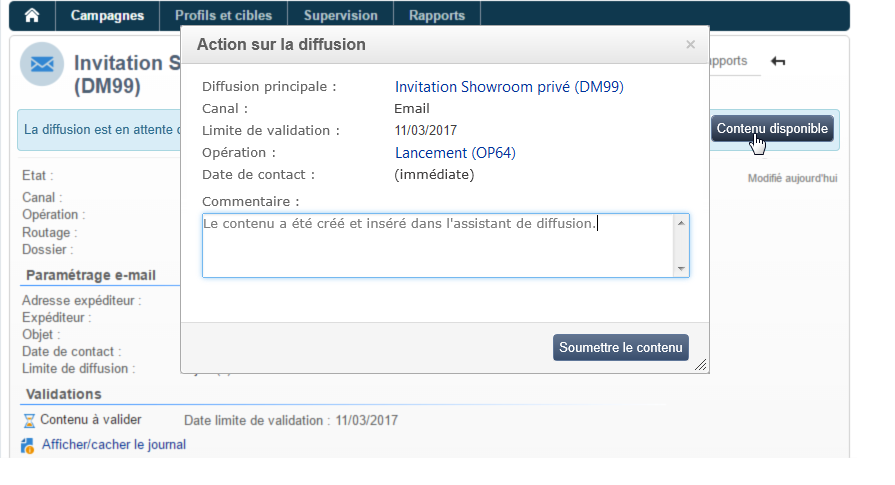 Campagnes Profils et cibles Supervision Rapports
Action sur la diffusion ×
Invitation S
(DM99)
pports
Diffusion principale : Invitation Showroom privé (DM99)
Canal : Email
Limite de validation : 11/03/2017
Opération : Lancement (OP64)
Date de contact : (immédiate)
Commentaire :
Le contenu a été créé et inséré dans l'assistant de diffusion.
Soumettre le contenu
La diffusion est en attente
Contenu disponible
Etat :
Modifié aujourd'hui
Canal :
Opération :
Routage :
Dossier :
Paramétrage e-mail
Adresse expéditeur :
Expéditeur :
Objet :
Date de contact :
Limite de diffusion :
Validations
Contenu à valider Date limite de validation : 11/03/2017
Afficher/cacher le journal